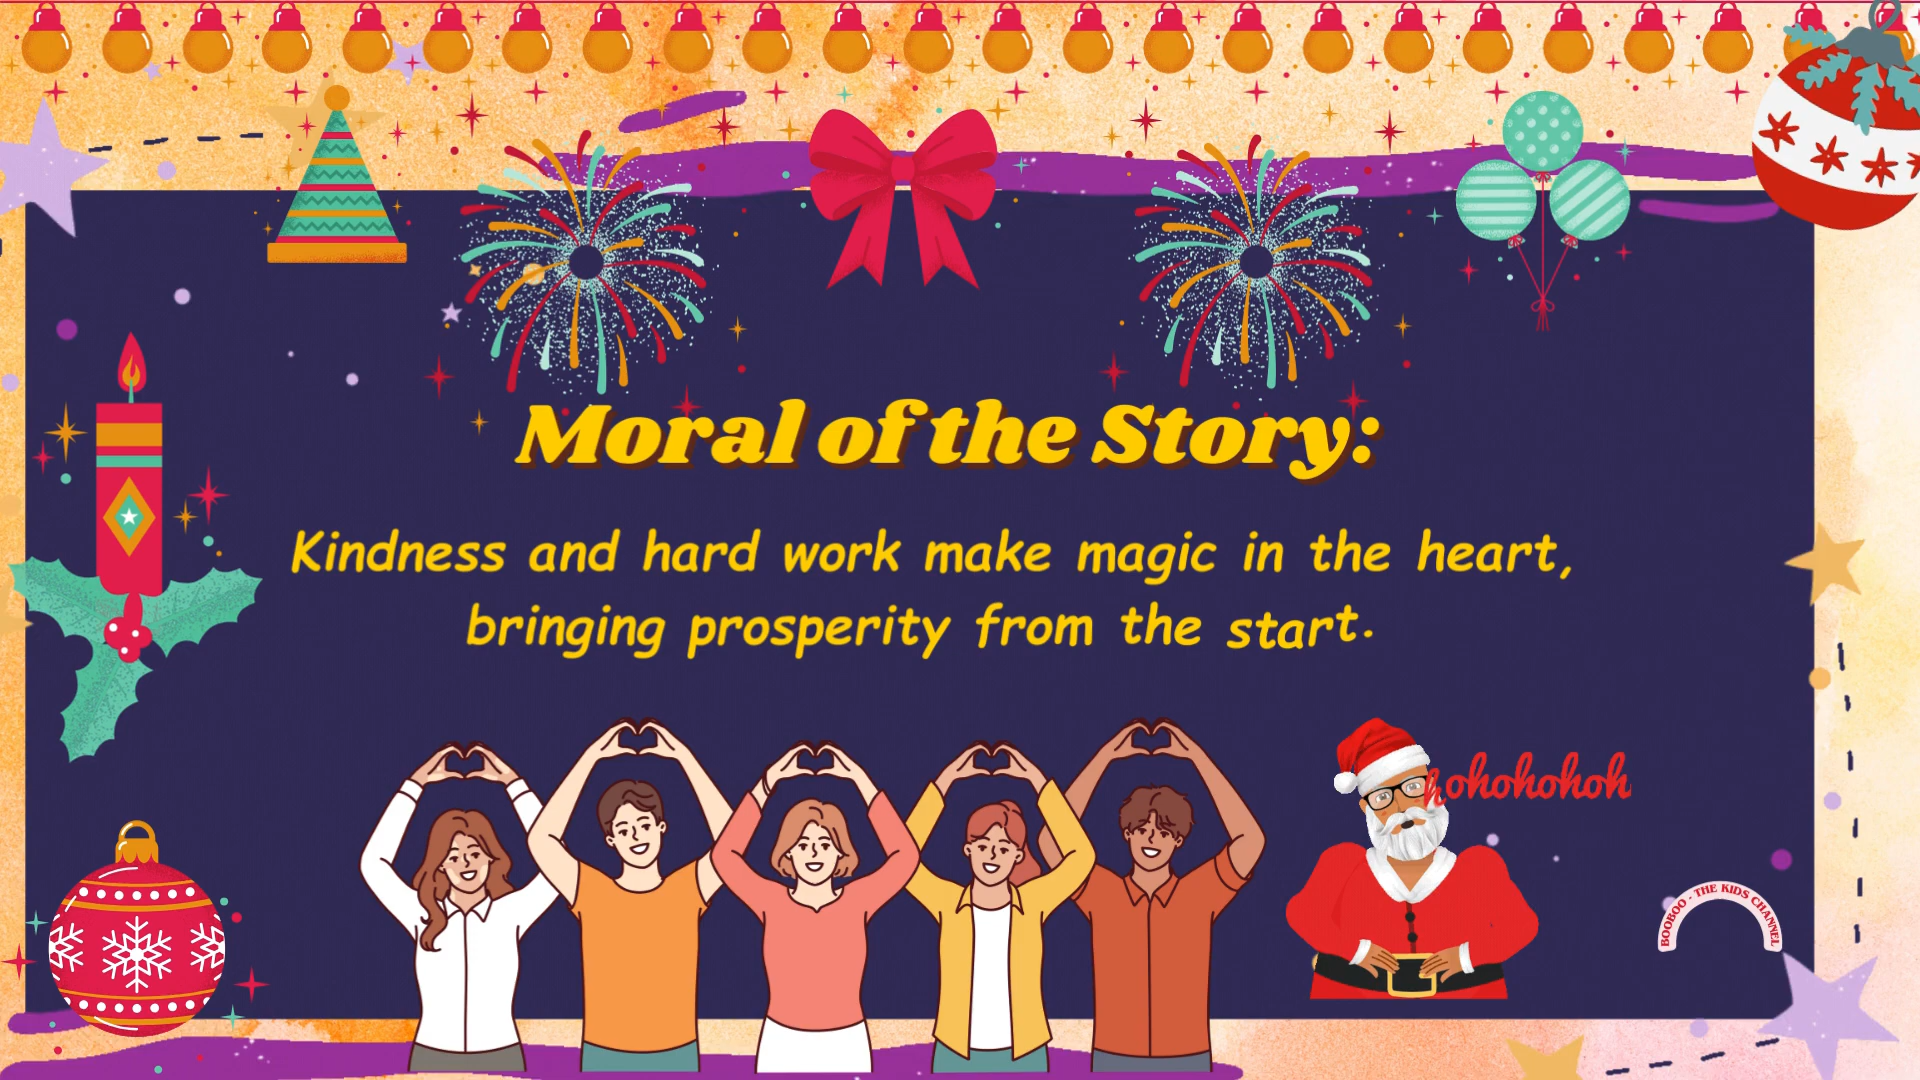 Moral of the Story:
Kindness and hard work make magic in the heart,
bringing prosperity from the start.
hohohohoh
BOOBOO - THE KIDS CHANNEL